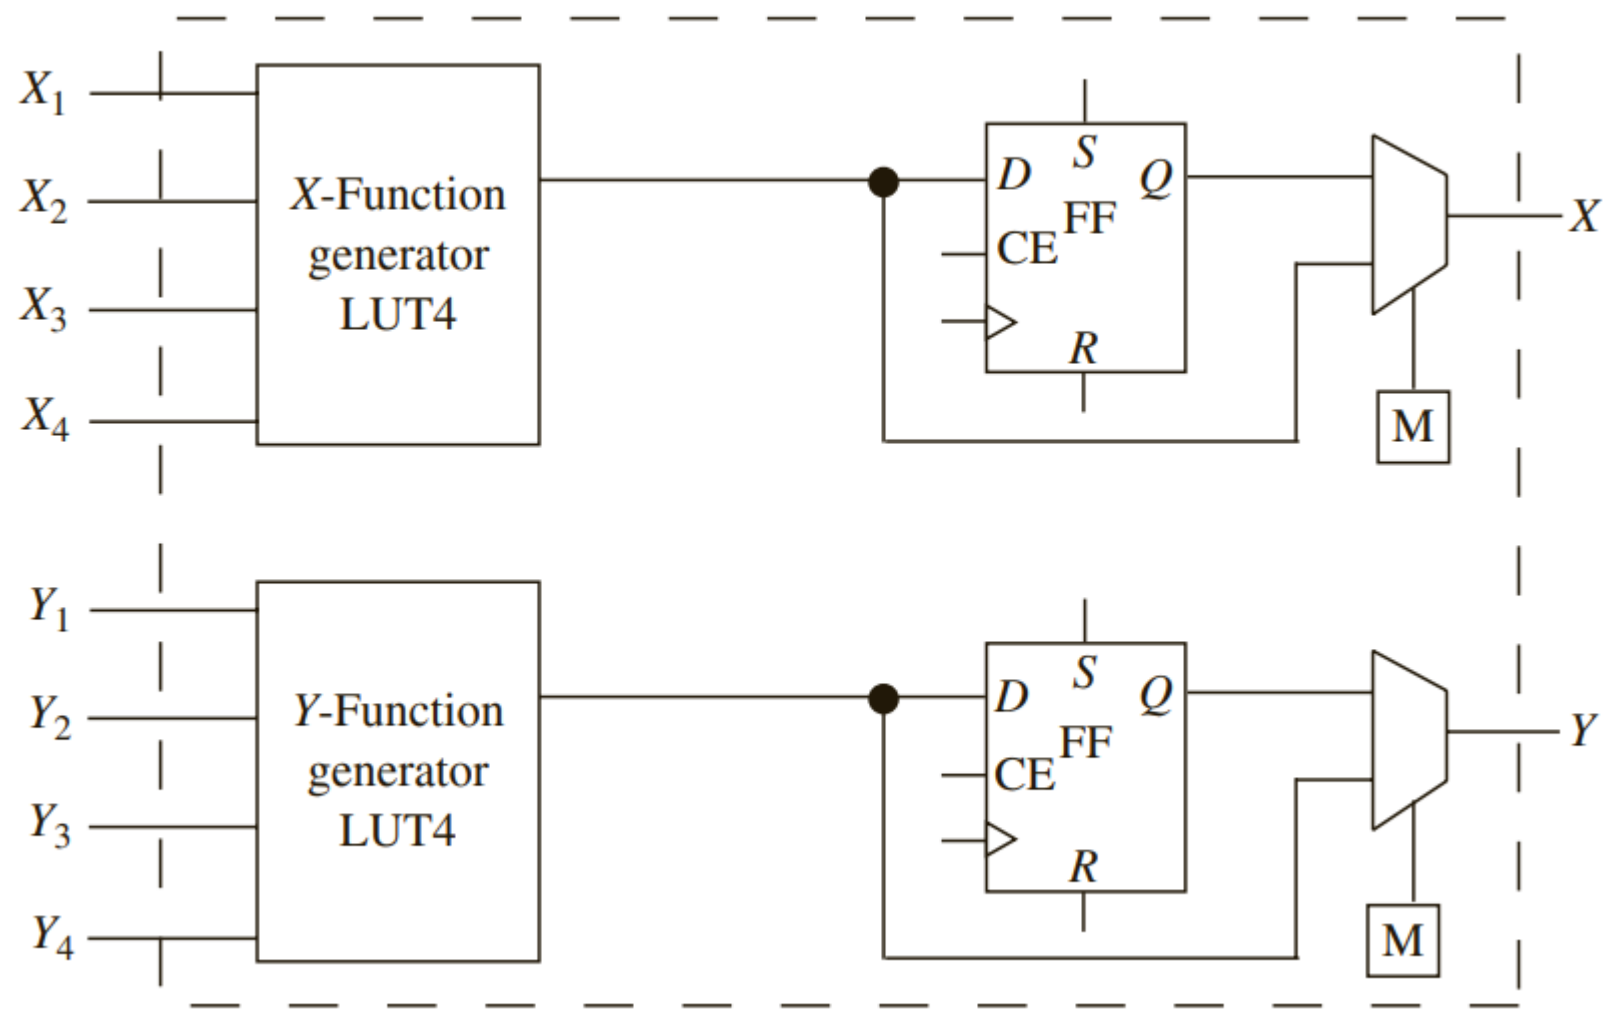 X1
X2
X3
X4
X-Function
generator
LUT4
D
S
Q
FF
CE
R
M
X
Y1
Y2
Y3
Y4
Y-Function
generator
LUT4
D
S
Q
FF
CE
R
M
Y